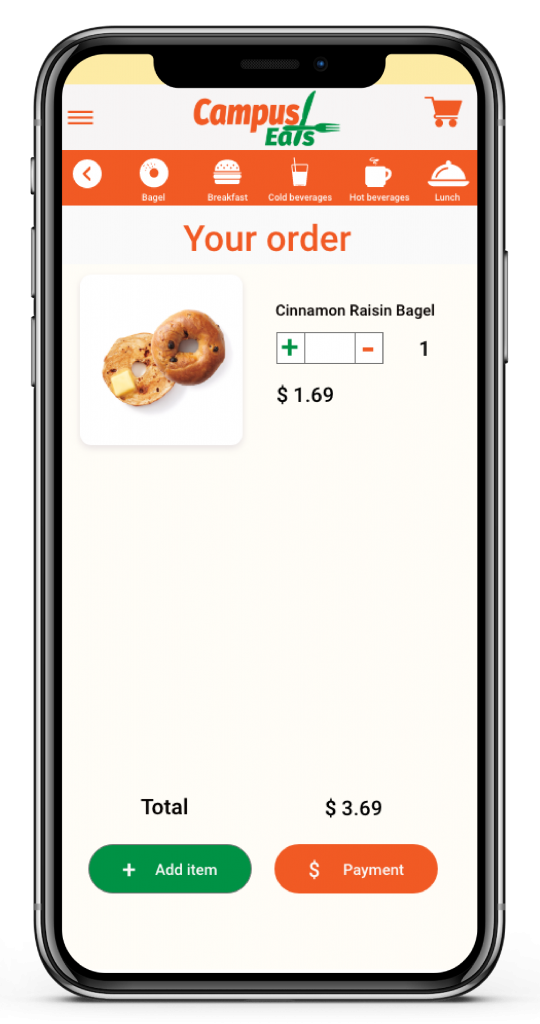 Campus
Eats
Bagel
Breakfast
Cold beverages
Hot beverages
Lunch
Your order
Cinnamon Raisin Bagel
+ - 1
$ 1.69
Total $ 3.69
+ Add item
$ Payment